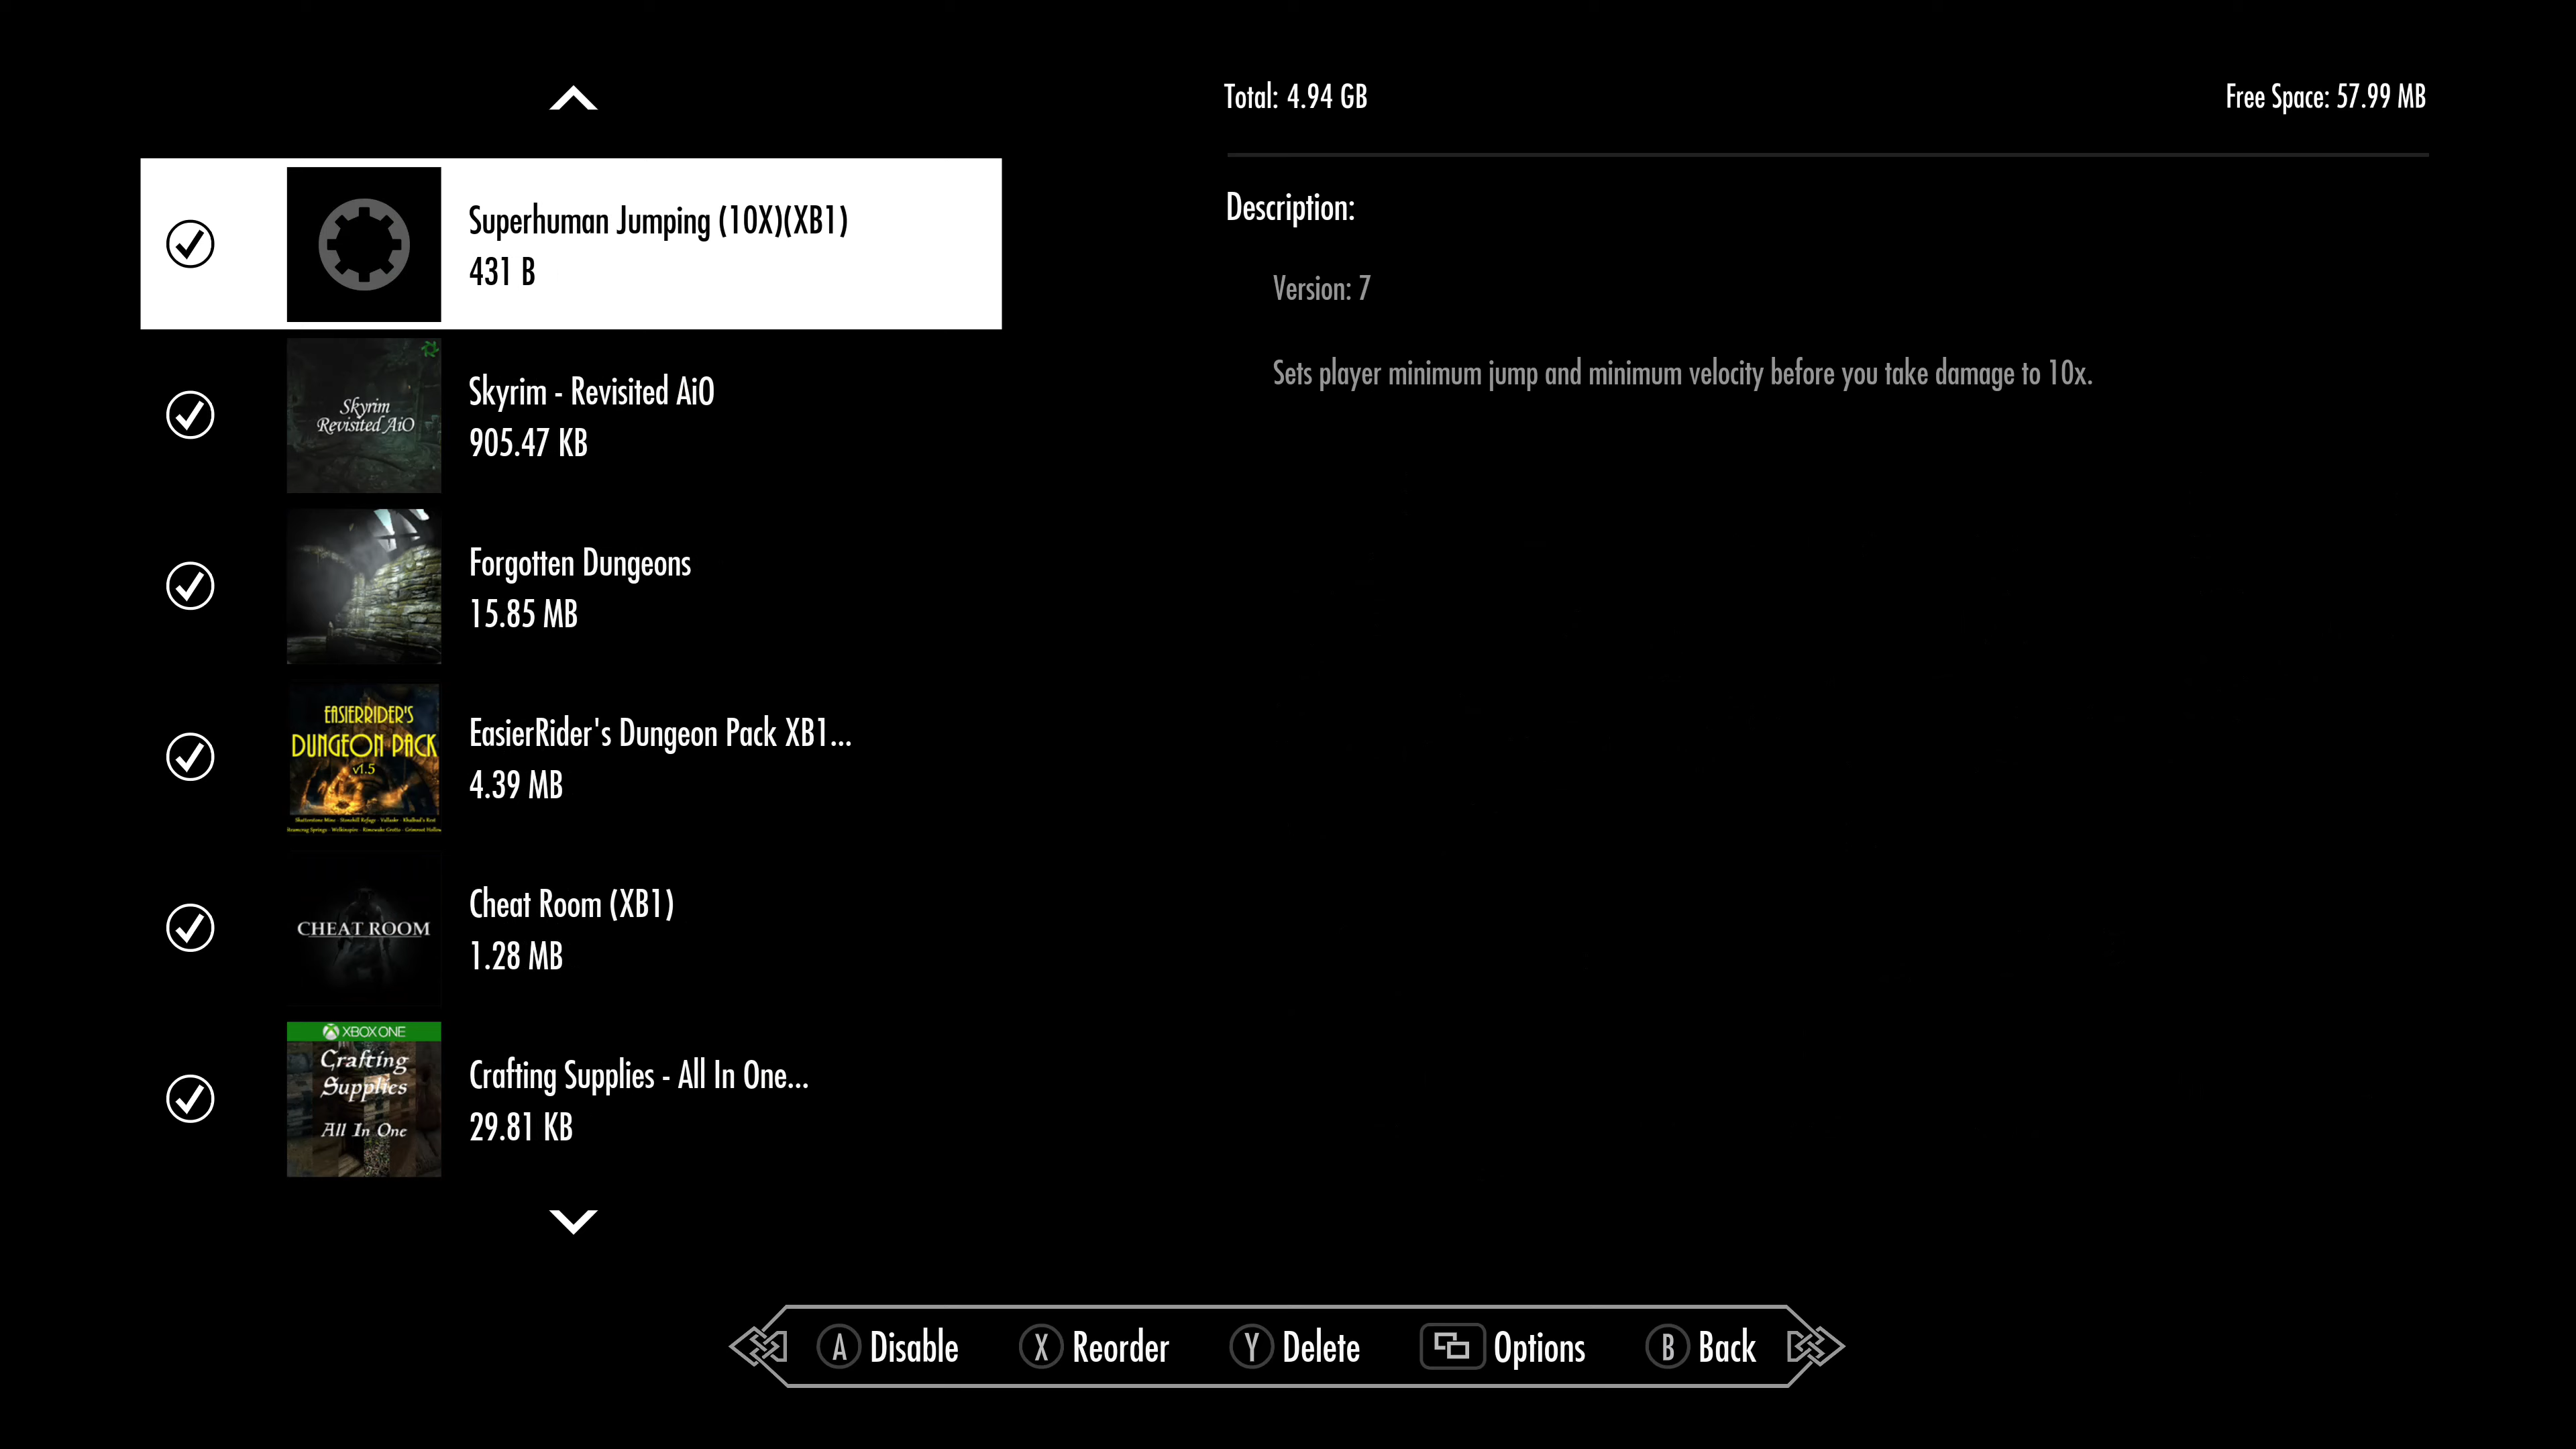 Total: 4.94 GB
Free Space: 57.99 MB
Superhuman Jumping (10X)(XB1)
431 B
Description:
Version: 7
Sets player minimum jump and minimum velocity before you take damage to 10x.
Skyrim
Revisited AiO
Skyrim - Revisited AiO
905.47 KB
Forgotten Dungeons
15.85 MB
EASIERRIDER'S
DUNGEON PACK
v1.5
EasierRider's Dungeon Pack XB1...
4.39 MB
CHEAT ROOM
Cheat Room (XB1)
1.28 MB
XBOX ONE
Crafting
Supplies
All In One
Crafting Supplies - All In One...
29.81 KB
A Disable
X Reorder
Y Delete
Options
B Back